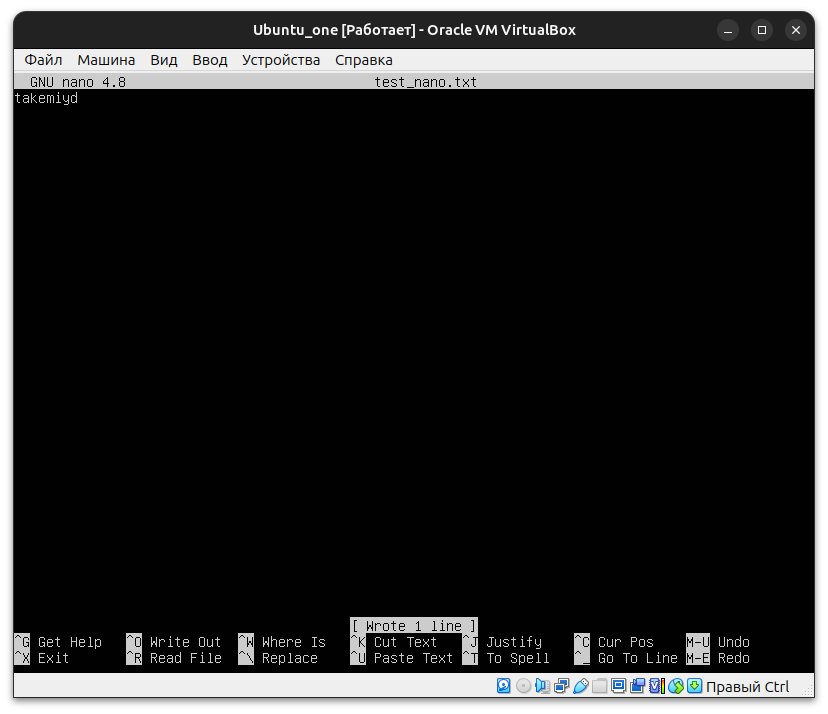 Ubuntu_one [Работает] - Oracle VM VirtualBox
Файл Машина Вид Ввод Устройства Справка
GNU nano 4.8 test_nano.txt
takemiyd
[ Wrote 1 line ]
^G Get Help ^O Write Out ^W Where Is ^K Cut Text ^J Justify ^C Cur Pos M-U Undo
^X Exit ^R Read File ^\ Replace ^U Paste Text ^T To Spell ^_ Go To Line M-E Redo
Правый Ctrl